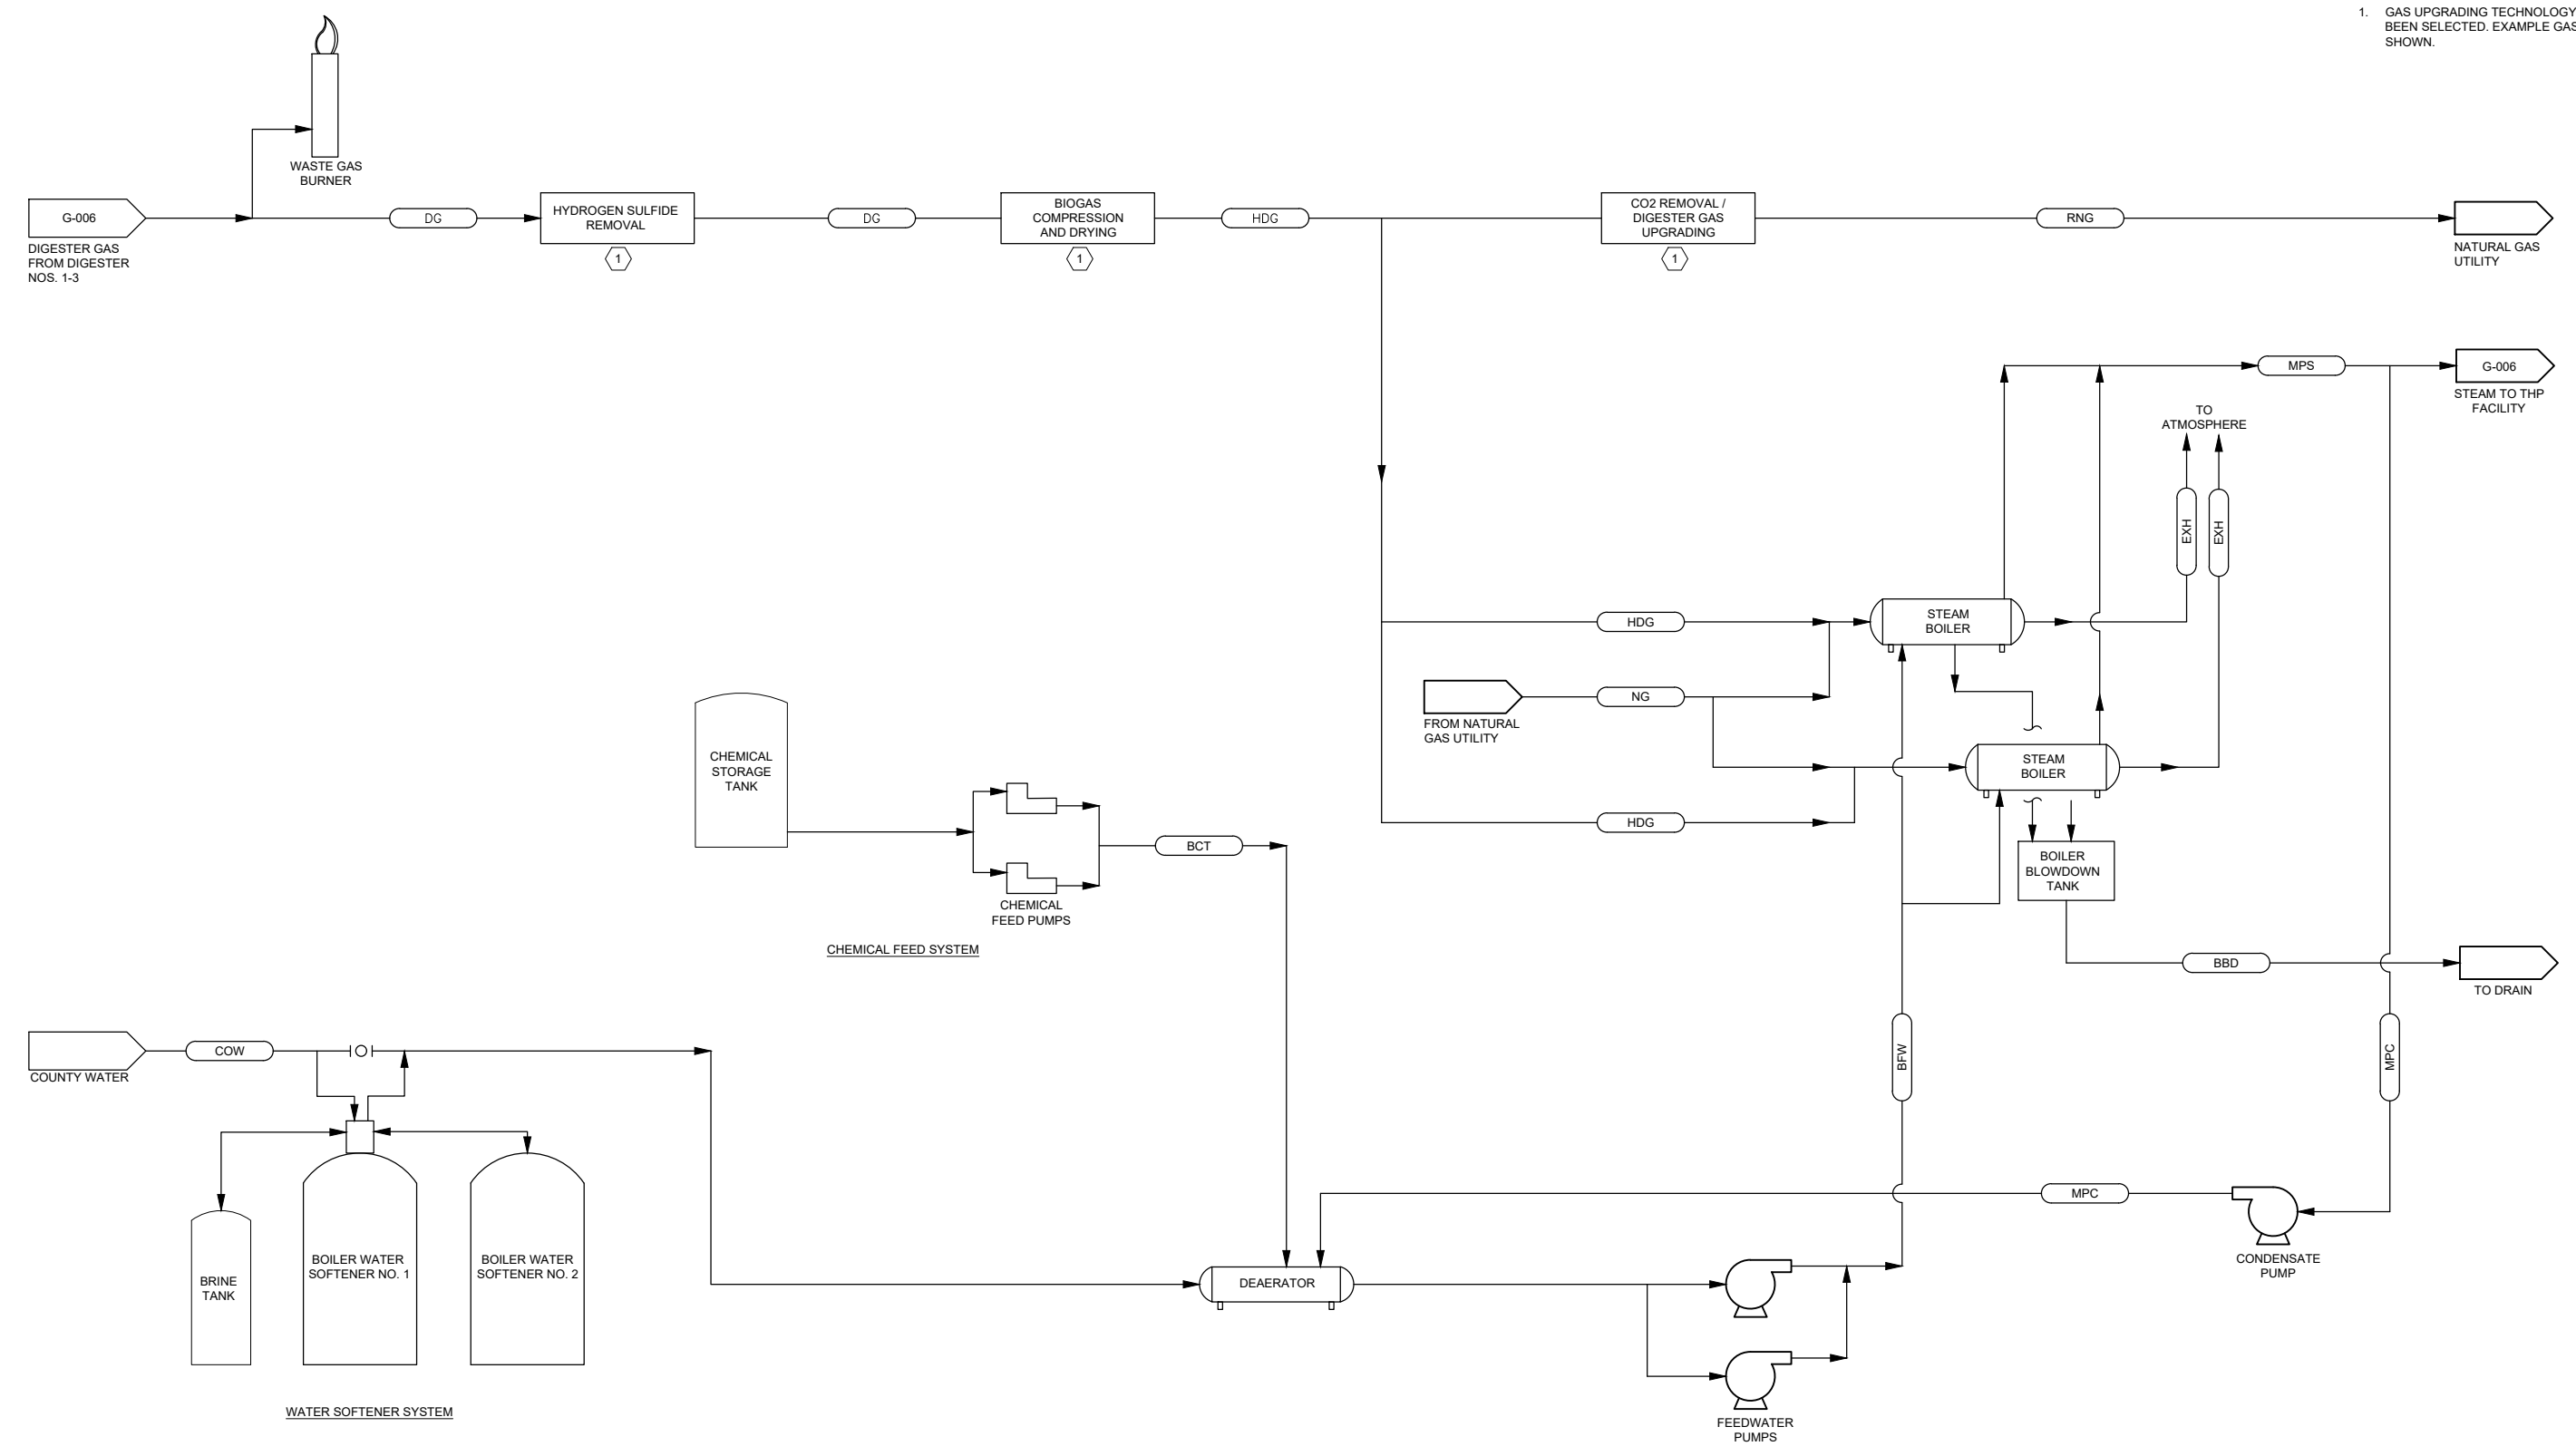 1. GAS UPGRADING TECHNOLOGY
BEEN SELECTED. EXAMPLE GAS
SHOWN.
WASTE GAS
BURNER
G-006
DIGESTER GAS
FROM DIGESTER
NOS. 1-3
DG
HYDROGEN SULFIDE
REMOVAL
1
DG
BIOGAS
COMPRESSION
AND DRYING
1
HDG
CO2 REMOVAL /
DIGESTER GAS
UPGRADING
1
RNG
NATURAL GAS
UTILITY
MPS
G-006
STEAM TO THP
FACILITY
TO
ATMOSPHERE
EXH
EXH
HDG
STEAM
BOILER
NG
FROM NATURAL
GAS UTILITY
STEAM
BOILER
HDG
CHEMICAL
STORAGE
TANK
CHEMICAL
FEED PUMPS
BCT
CHEMICAL FEED SYSTEM
BOILER
BLOWDOWN
TANK
BBD
TO DRAIN
COUNTY WATER
COW
BFW
MPC
MPC
CONDENSATE
PUMP
BRINE
TANK
BOILER WATER
SOFTENER NO. 1
BOILER WATER
SOFTENER NO. 2
WATER SOFTENER SYSTEM
DEAERATOR
FEEDWATER
PUMPS